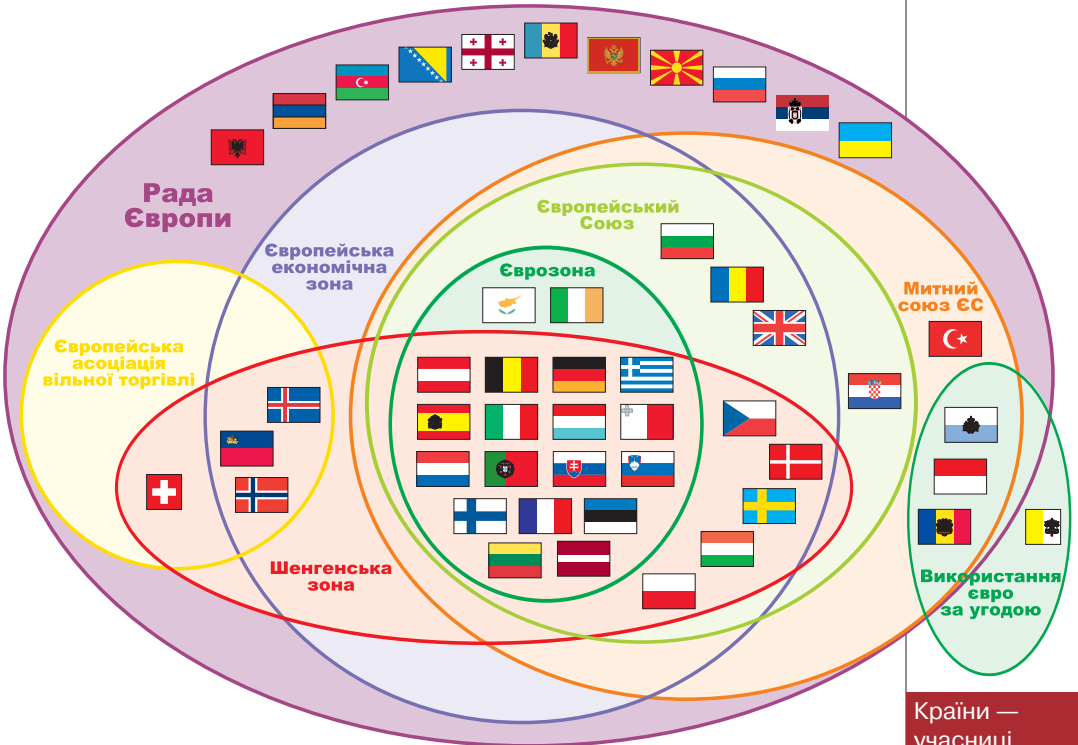 Рада
Європи
Європейський
Союз
Європейська
економічна
зона
Єврозона
Митний
союз ЄС
Європейська
асоціація
вільної торгівлі
Шенгенська
зона
Використання
євро
за угодою
Країни —
учасниці